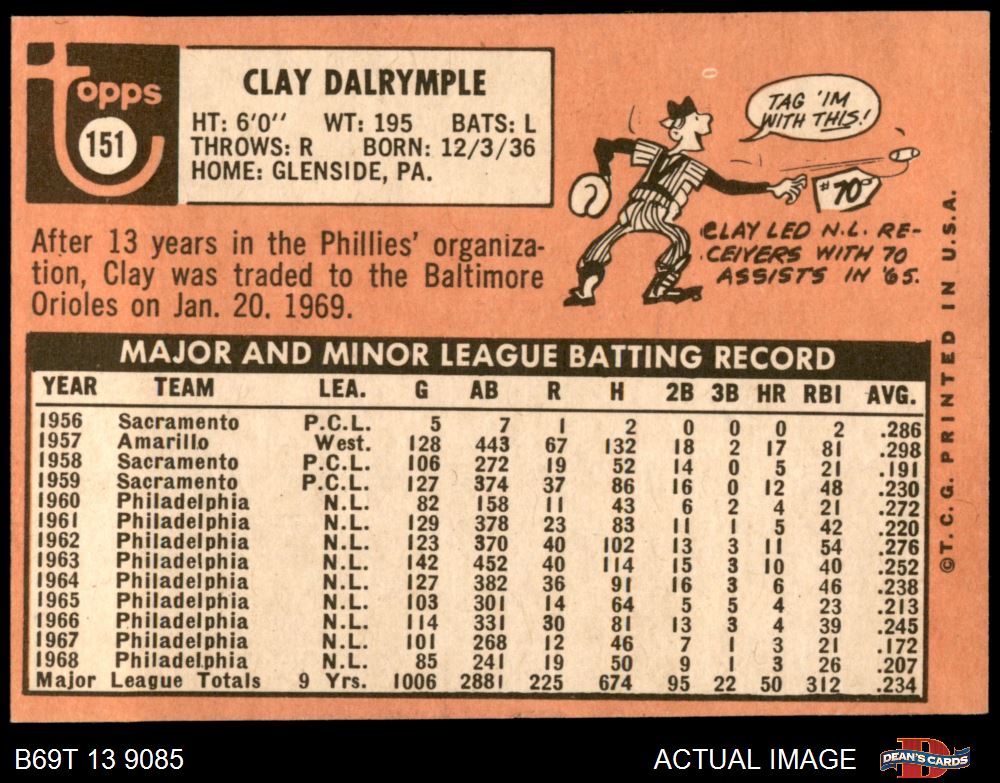 topps
151
CLAY DALRYMPLE
HT: 6'0" WT: 195 BATS: L
THROWS: R BORN: 12/3/36
HOME: GLENSIDE, PA.
TAG 'IM
WITH THIS!
#70
CLAY LED N.L. RE-
CEIVERS WITH 70
ASSISTS IN '65.
After 13 years in the Phillies' organiza-
tion, Clay was traded to the Baltimore
Orioles on Jan. 20, 1969.
MAJOR AND MINOR LEAGUE BATTING RECORD
YEAR TEAM LEA. G AB R H 2B 3B HR RBI AVG.
1956 Sacramento P.C.L. 5 7 1 2 0 0 0 2 .286
1957 Amarillo West. 128 443 67 132 18 2 17 81 .298
1958 Sacramento P.C.L. 106 272 19 52 14 0 5 21 .191
1959 Sacramento P.C.L. 127 374 37 86 16 0 12 48 .230
1960 Philadelphia N.L. 82 158 11 43 6 2 4 21 .272
1961 Philadelphia N.L. 129 378 23 83 11 1 5 42 .220
1962 Philadelphia N.L. 123 370 40 102 13 3 11 54 .276
1963 Philadelphia N.L. 142 452 40 114 15 3 10 40 .252
1964 Philadelphia N.L. 127 382 36 91 16 3 6 46 .238
1965 Philadelphia N.L. 103 301 14 64 5 5 4 23 .213
1966 Philadelphia N.L. 114 331 30 81 13 3 4 39 .245
1967 Philadelphia N.L. 101 268 12 46 7 1 3 21 .172
1968 Philadelphia N.L. 85 241 19 50 9 1 3 26 .207
Major League Totals 9 Yrs. 1006 2881 225 674 95 22 50 312 .234
©T. C. G. PRINTED IN U.S.A.
B69T 13 9085
ACTUAL IMAGE
D
DEAN'S CARDS